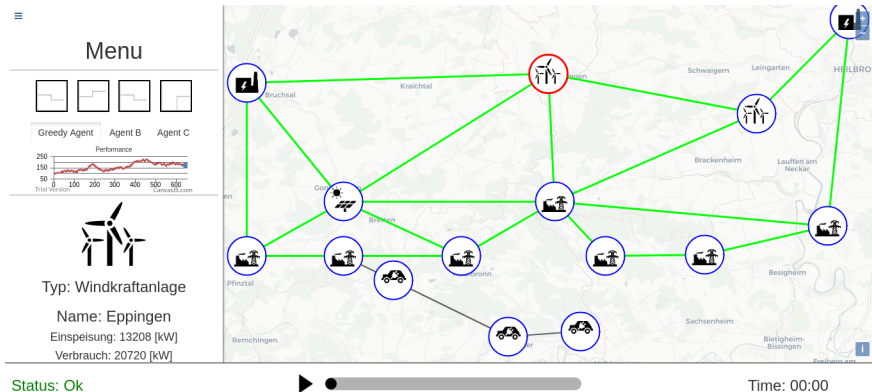 ≡
Menu
Greedy Agent Agent B Agent C
Performance
250
150
50
0 100 200 300 400 500 600
Trial Version CanvasJS.com
Typ: Windkraftanlage
Name: Eppingen
Einspeisung: 13208 [kW]
Verbrauch: 20720 [kW]
Status: Ok
Time: 00:00
Bruchsal
Kraichtal
Schwaigern
Leingarten
HEILBRO
+
Brackenheim
Lauffen am
Neckar
Bretten
Pfinztal
Besigheim
Sachsenheim
Remchingen
Bietigheim-
Bissingen
Freiberg am
i